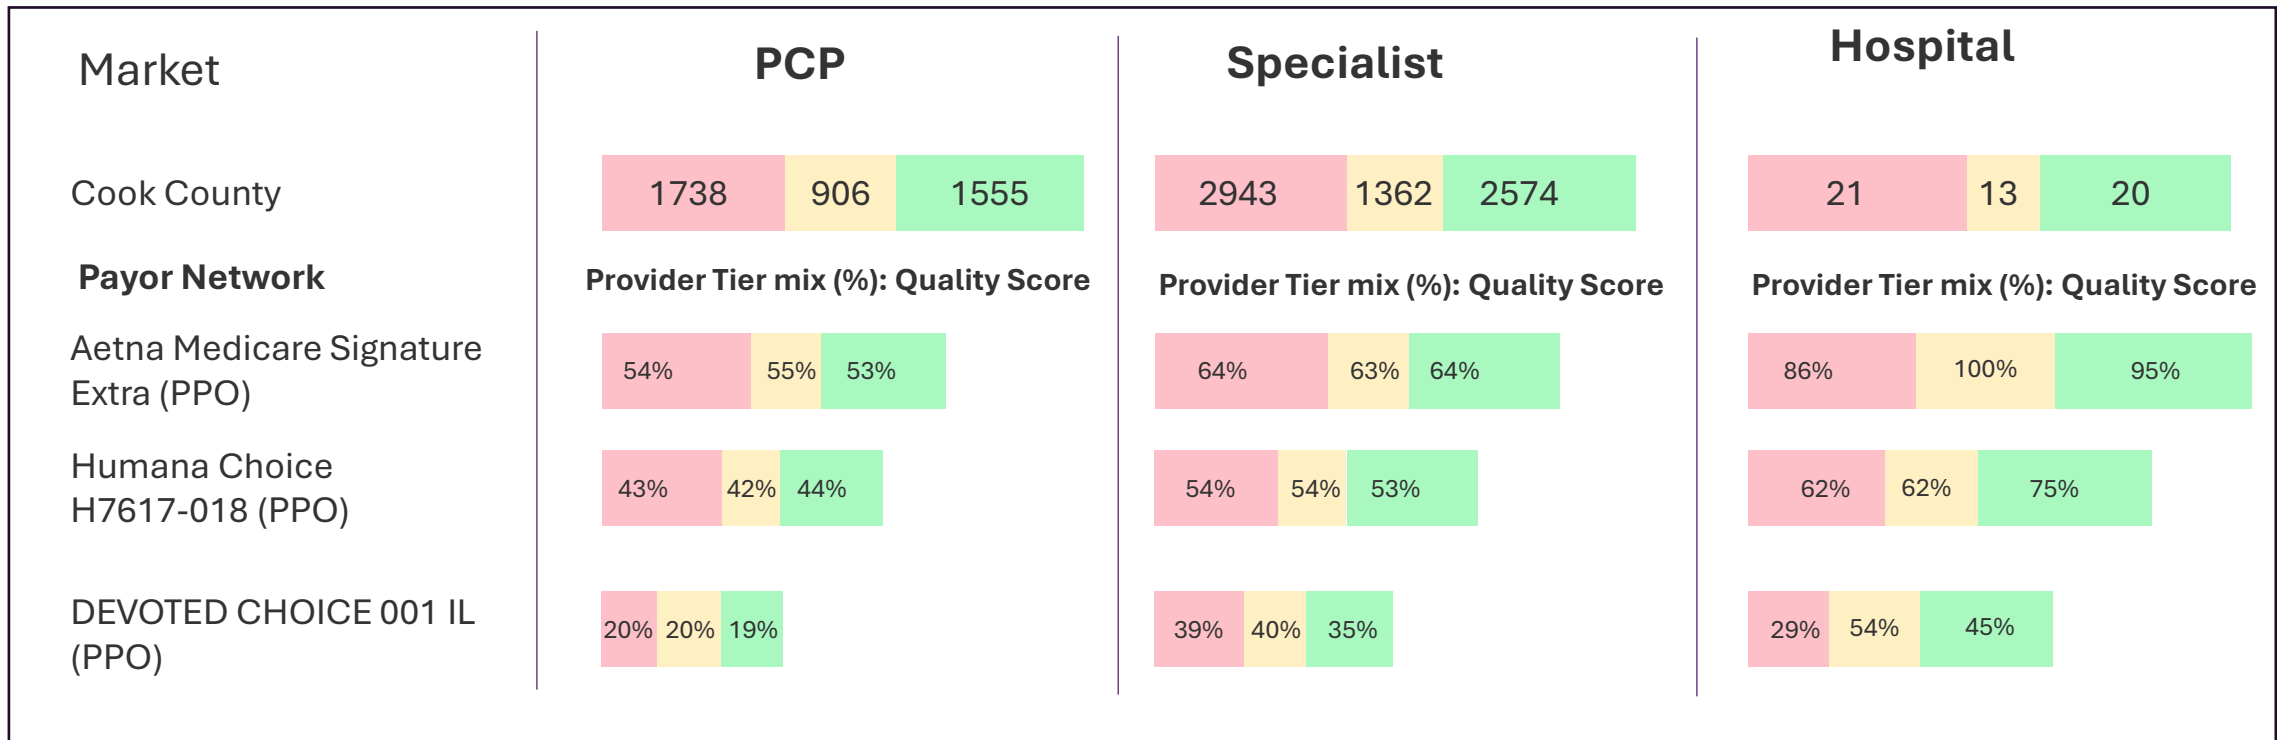 Market
PCP
Specialist
Hospital
Cook County
1738 906 1555
2943 1362 2574
21 13 20
Payor Network
Provider Tier mix (%): Quality Score
Provider Tier mix (%): Quality Score
Provider Tier mix (%): Quality Score
Aetna Medicare Signature
Extra (PPO)
54% 55% 53%
64% 63% 64%
86% 100% 95%
Humana Choice
H7617-018 (PPO)
43% 42% 44%
54% 54% 53%
62% 62% 75%
DEVOTED CHOICE 001 IL
(PPO)
20% 20% 19%
39% 40% 35%
29% 54% 45%